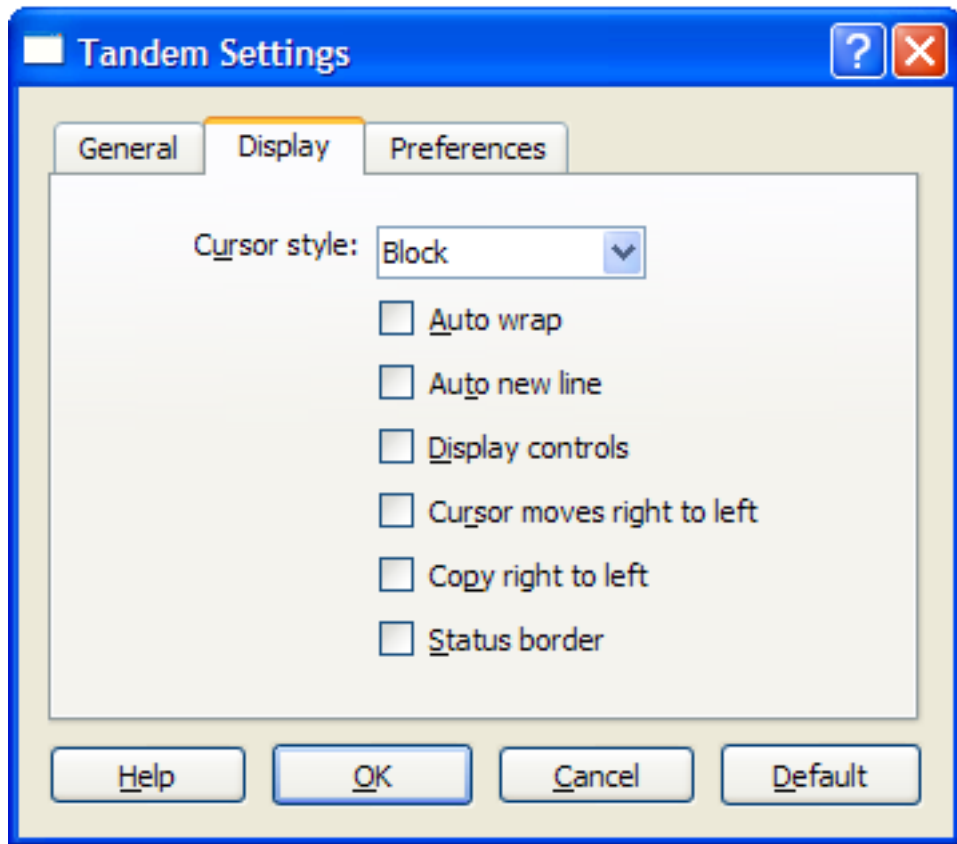 Tandem Settings
General Display Preferences
Cursor style: Block
Auto wrap
Auto new line
Display controls
Cursor moves right to left
Copy right to left
Status border
Help OK Cancel Default